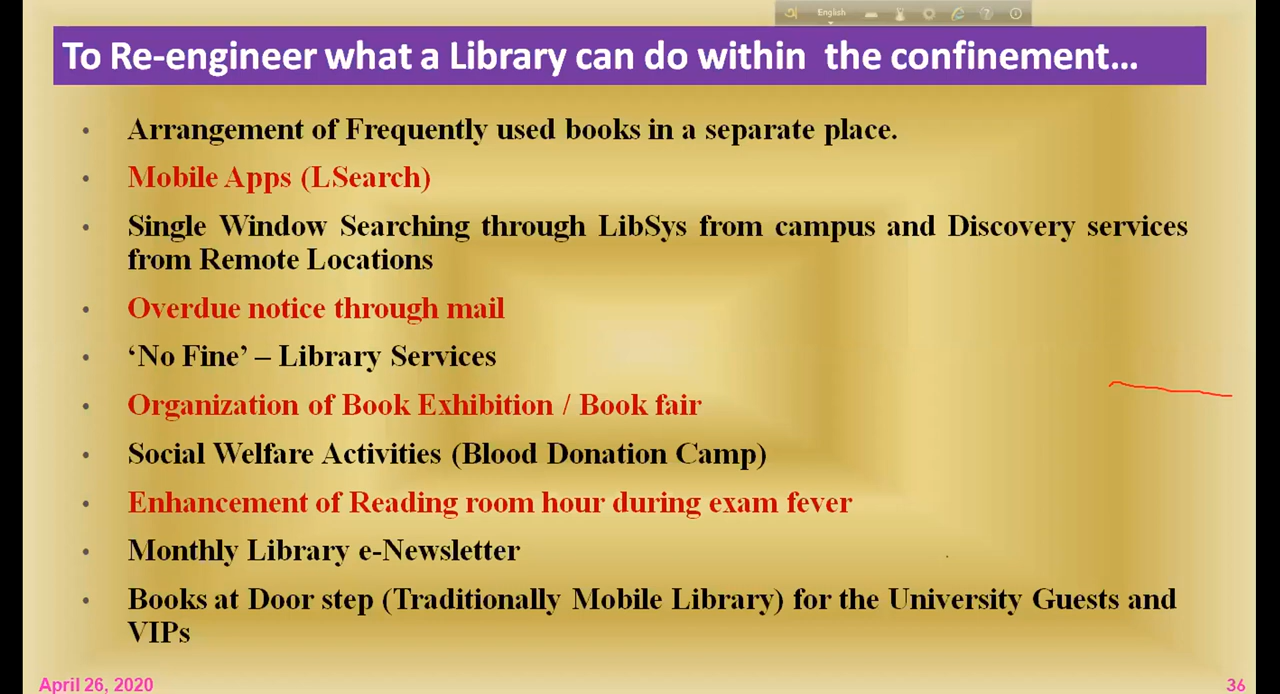 English
To Re-engineer what a Library can do within the confinement...
• Arrangement of Frequently used books in a separate place.
• Mobile Apps (LSearch)
• Single Window Searching through LibSys from campus and Discovery services
from Remote Locations
• Overdue notice through mail
• ‘No Fine’ – Library Services
• Organization of Book Exhibition / Book fair
• Social Welfare Activities (Blood Donation Camp)
• Enhancement of Reading room hour during exam fever
• Monthly Library e-Newsletter
• Books at Door step (Traditionally Mobile Library) for the University Guests and
VIPs
April 26, 2020
36